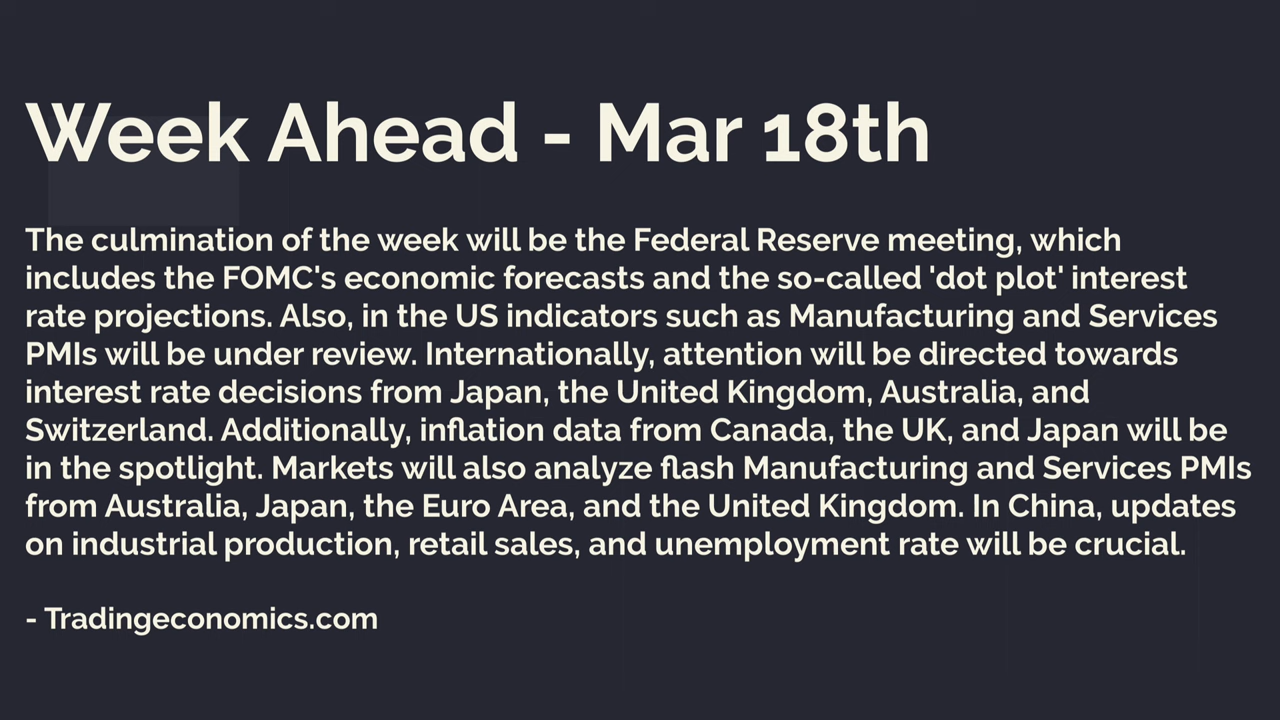 Week Ahead - Mar 18th
The culmination of the week will be the Federal Reserve meeting, which
includes the FOMC's economic forecasts and the so-called 'dot plot' interest
rate projections. Also, in the US indicators such as Manufacturing and Services
PMIs will be under review. Internationally, attention will be directed towards
interest rate decisions from Japan, the United Kingdom, Australia, and
Switzerland. Additionally, inflation data from Canada, the UK, and Japan will be
in the spotlight. Markets will also analyze flash Manufacturing and Services PMIs
from Australia, Japan, the Euro Area, and the United Kingdom. In China, updates
on industrial production, retail sales, and unemployment rate will be crucial.
- Tradingeconomics.com